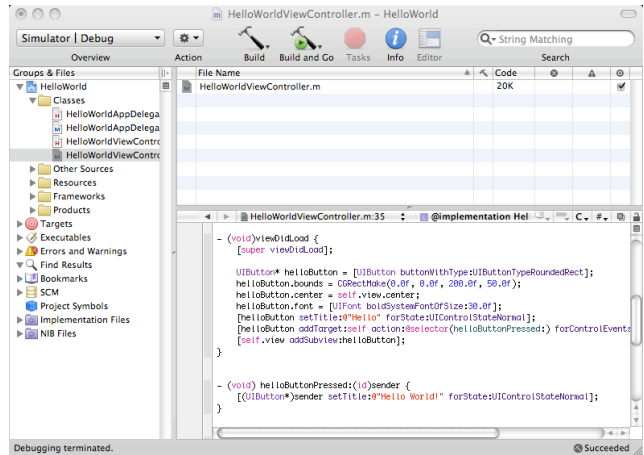 HelloWorldViewController.m – HelloWorld
Simulator | Debug
String Matching
Overview Action Build Build and Go Tasks Info Editor Search
Groups & Files
File Name Code
HelloWorldViewController.m 20K
HelloWorld
Classes
HelloWorldAppDelega
HelloWorldAppDelega
HelloWorldViewContro
HelloWorldViewContro
Other Sources
Resources
Frameworks
Products
Targets
Executables
Errors and Warnings
Find Results
Bookmarks
SCM
Project Symbols
Implementation Files
NIB Files
HelloWorldViewController.m:35 @implementation Hel C #
- (void)viewDidLoad {
[super viewDidLoad];
UIButton* helloButton = [UIButton buttonWithType:UIButtonTypeRoundedRect];
helloButton.bounds = CGRectMake(0.0f, 0.0f, 200.0f, 50.0f);
helloButton.center = self.view.center;
helloButton.font = [UIFont boldSystemFontOfSize:30.0f];
[helloButton setTitle:@"Hello" forState:UIControlStateNormal];
[helloButton addTarget:self action:@selector(helloButtonPressed:) forControlEvents
[self.view addSubview:helloButton];
}
- (void) helloButtonPressed:(id)sender {
[(UIButton*)sender setTitle:@"Hello World!" forState:UIControlStateNormal];
}
Debugging terminated.
Succeeded